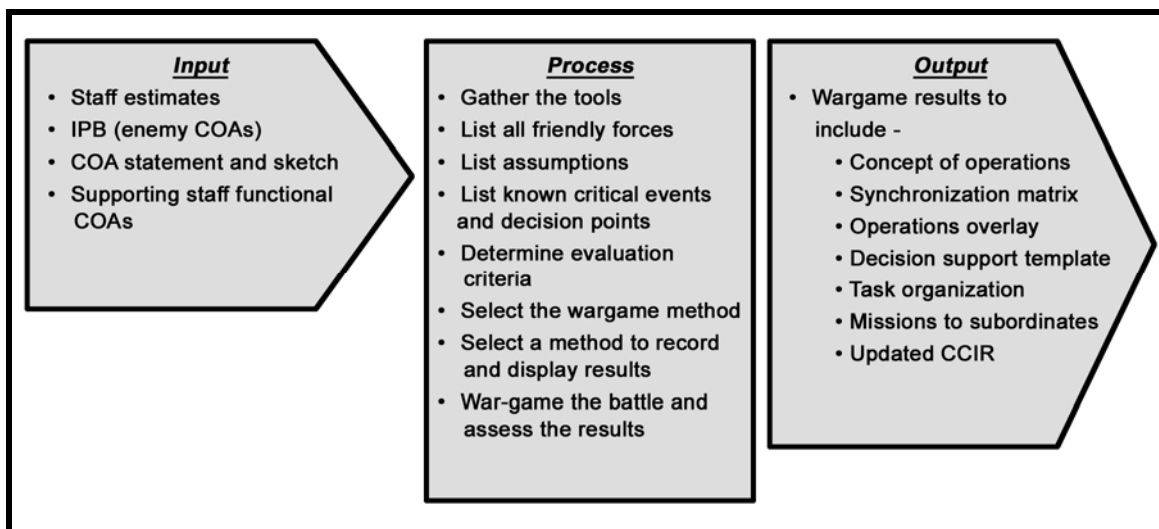 Input
• Staff estimates
• IPB (enemy COAs)
• COA statement and sketch
• Supporting staff functional
COAs
Process
• Gather the tools
• List all friendly forces
• List assumptions
• List known critical events
and decision points
• Determine evaluation
criteria
• Select the wargame method
• Select a method to record
and display results
• War-game the battle and
assess the results
Output
• Wargame results to
include -
• Concept of operations
• Synchronization matrix
• Operations overlay
• Decision support template
• Task organization
• Missions to subordinates
• Updated CCIR